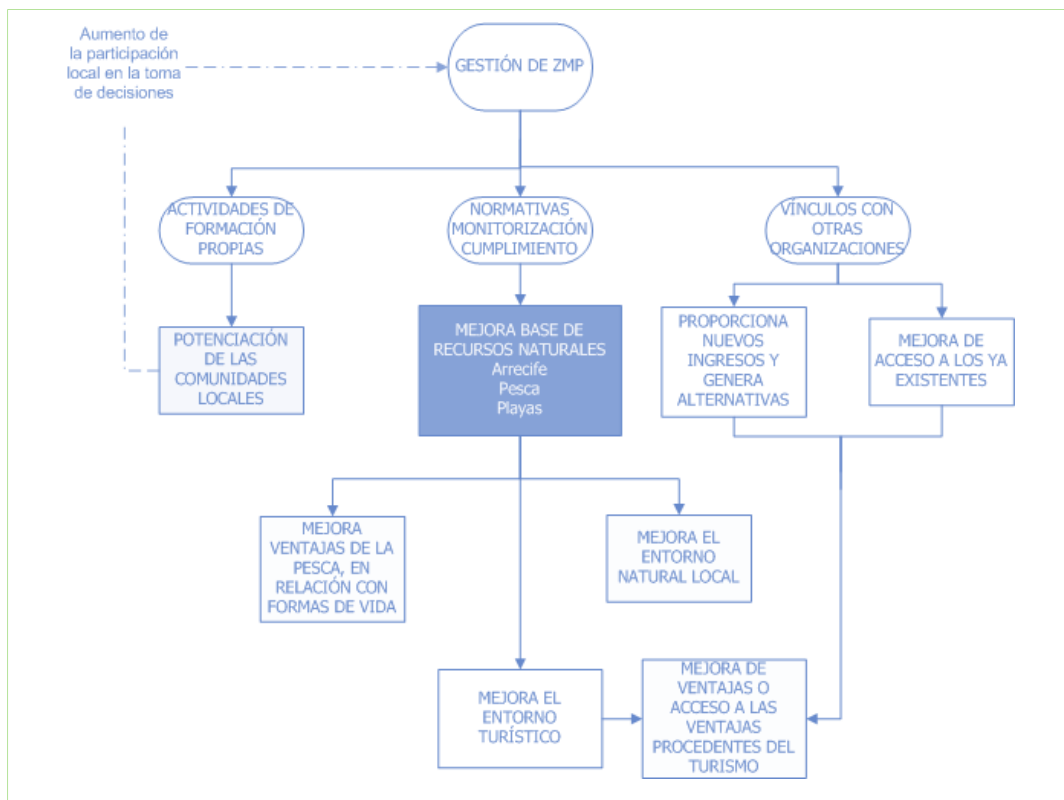 Aumento de
la participación
local en la toma
de decisiones
GESTIÓN DE ZMP
ACTIVIDADES DE
FORMACIÓN
PROPIAS
NORMATIVAS
MONITORIZACIÓN
CUMPLIMIENTO
VÍNCULOS CON
OTRAS
ORGANIZACIONES
POTENCIACIÓN
DE LAS
COMUNIDADES
LOCALES
MEJORA BASE DE
RECURSOS NATURALES
Arrecife
Pesca
Playas
PROPORCIONA
NUEVOS
INGRESOS Y
GENERA
ALTERNATIVAS
MEJORA DE
ACCESO A LOS YA
EXISTENTES
MEJORA
VENTAJAS DE LA
PESCA, EN
RELACIÓN CON
FORMAS DE VIDA
MEJORA EL
ENTORNO
NATURAL LOCAL
MEJORA EL
ENTORNO
TURÍSTICO
MEJORA DE
VENTAJAS O
ACCESO A LAS
VENTAJAS
PROCEDENTES DEL
TURISMO